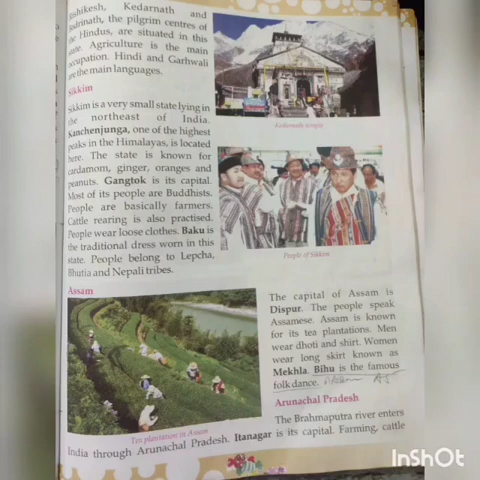 Rishikesh, Kedarnath and
Badrinath, the pilgrim centres of
the Hindus, are situated in this
state. Agriculture is the main
occupation. Hindi and Garhwali
are the main languages.
Kedarnath temple
Sikkim
Sikkim is a very small state lying in
the northeast of India.
Kanchenjunga, one of the highest
peaks in the Himalayas, is located
here. The state is known for
cardamom, ginger, oranges and
peanuts. Gangtok is its capital.
Most of its people are Buddhists.
People are basically farmers.
Cattle rearing is also practised.
People wear loose clothes. Baku is
the traditional dress worn in this
state. People belong to Lepcha,
Bhutia and Nepali tribes.
People of Sikkim
Assam
Tea plantation in Assam
The capital of Assam is
Dispur. The people speak
Assamese. Assam is known
for its tea plantations. Men
wear dhoti and shirt. Women
wear long skirt known as
Mekhla. Bihu is the famous
folk dance.
Arunachal Pradesh
The Brahmaputra river enters
India through Arunachal Pradesh. Itanagar is its capital. Farming, cattle
InShOt